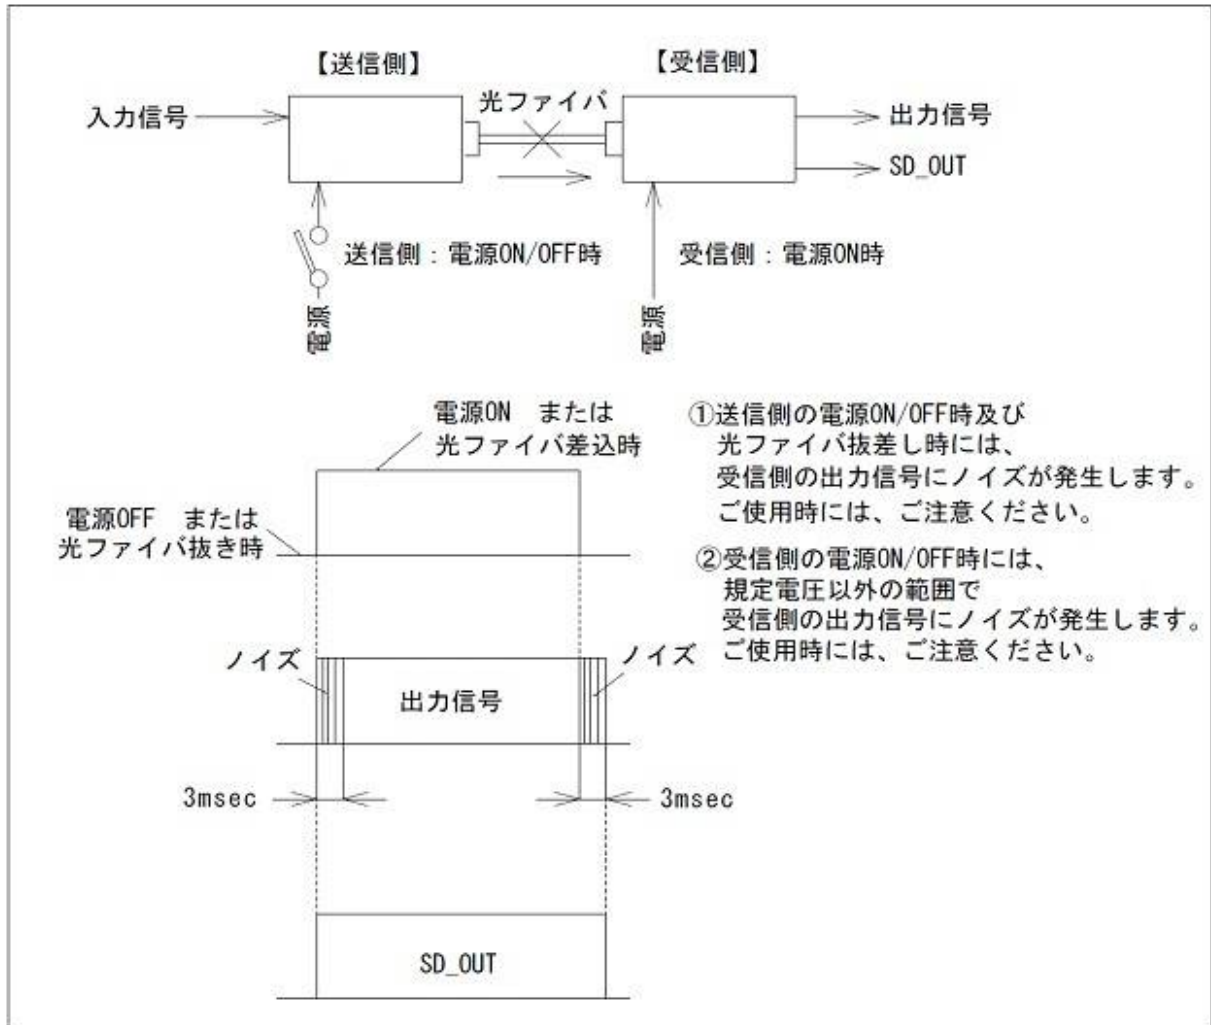 【送信側】
【受信側】
入力信号
光ファイバ
出力信号
SD_OUT
送信側：電源ON/OFF時
受信側：電源ON時
電源
電源
電源ON　または
光ファイバ差込時
電源OFF　または
光ファイバ抜き時
①送信側の電源ON/OFF時及び
光ファイバ抜差し時には、
受信側の出力信号にノイズが発生します。
ご使用時には、ご注意ください。
②受信側の電源ON/OFF時には、
規定電圧以外の範囲で
受信側の出力信号にノイズが発生します。
ご使用時には、ご注意ください。
ノイズ
ノイズ
出力信号
3msec
3msec
SD_OUT